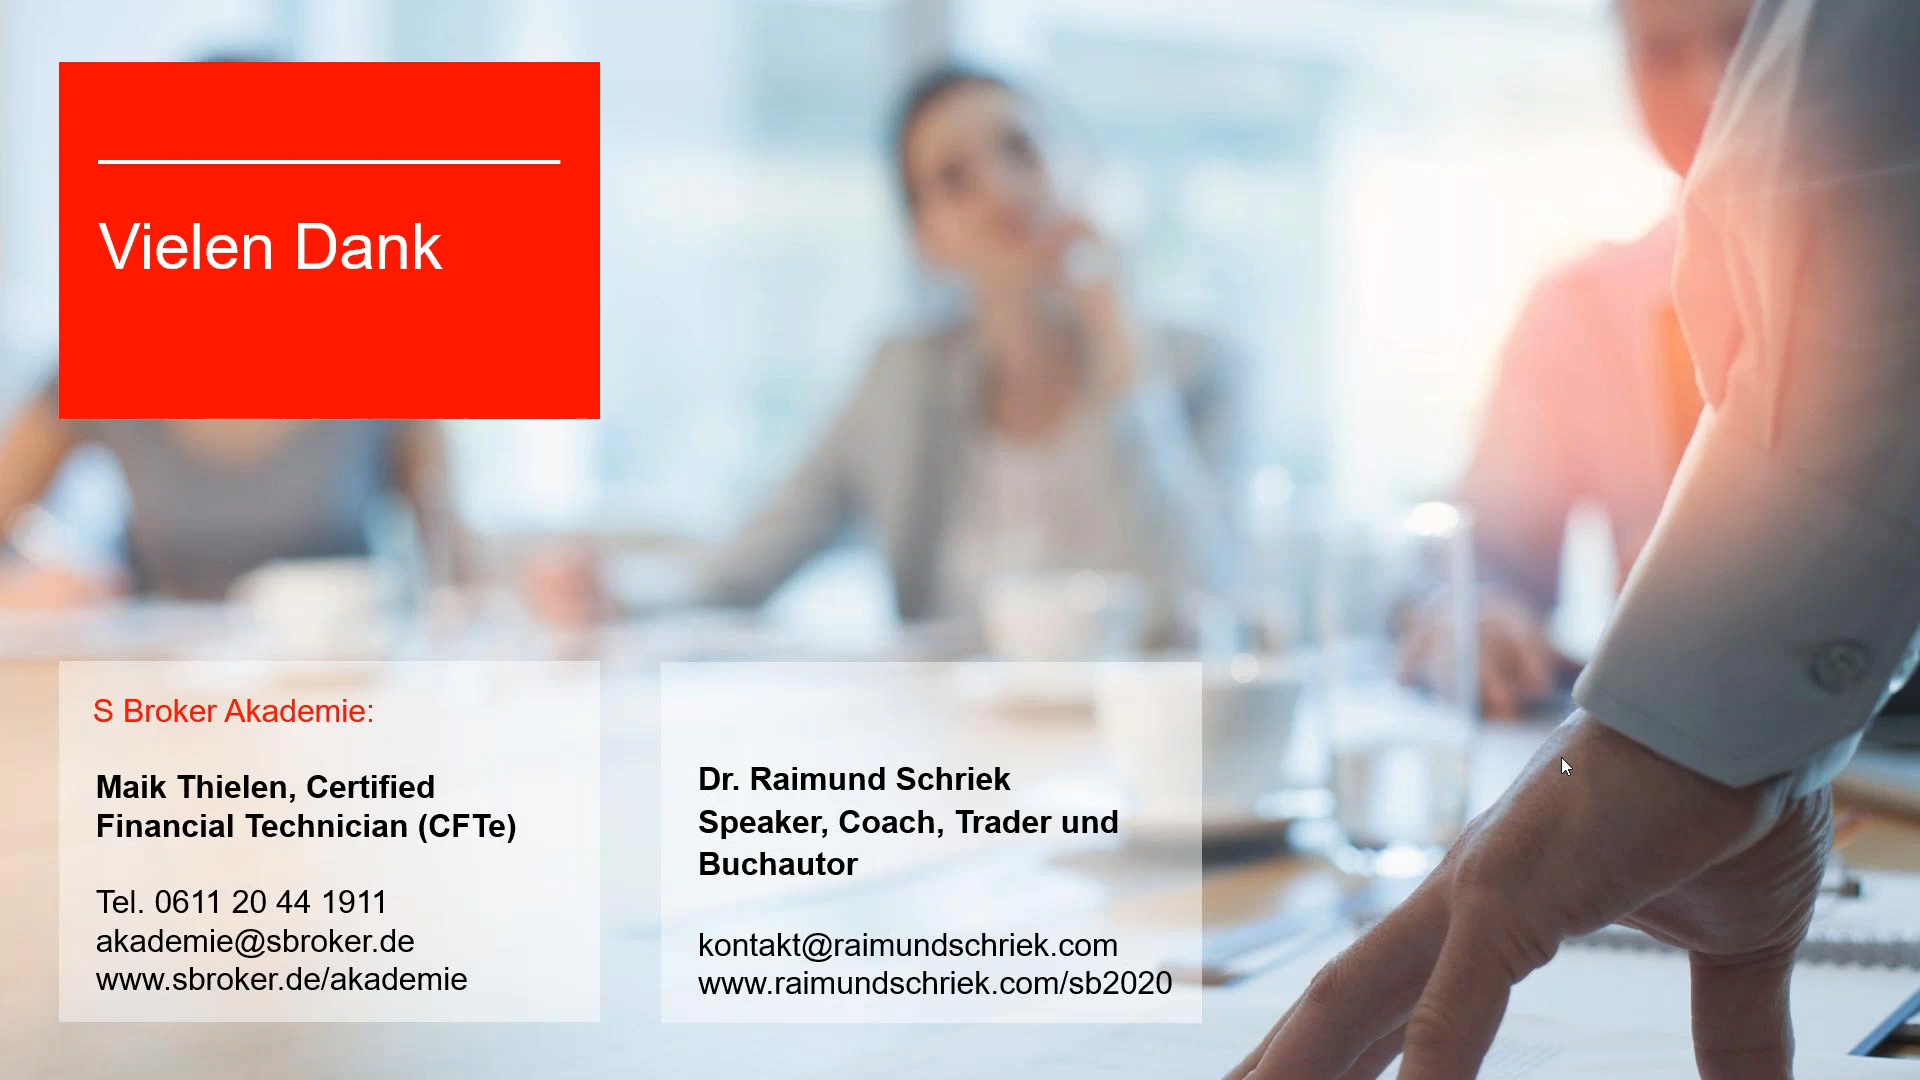 Vielen Dank
S Broker Akademie:
Maik Thielen, Certified
Financial Technician (CFTe)
Tel. 0611 20 44 1911
akademie@sbroker.de
www.sbroker.de/akademie
Dr. Raimund Schriek
Speaker, Coach, Trader und
Buchautor
kontakt@raimundschriek.com
www.raimundschriek.com/sb2020